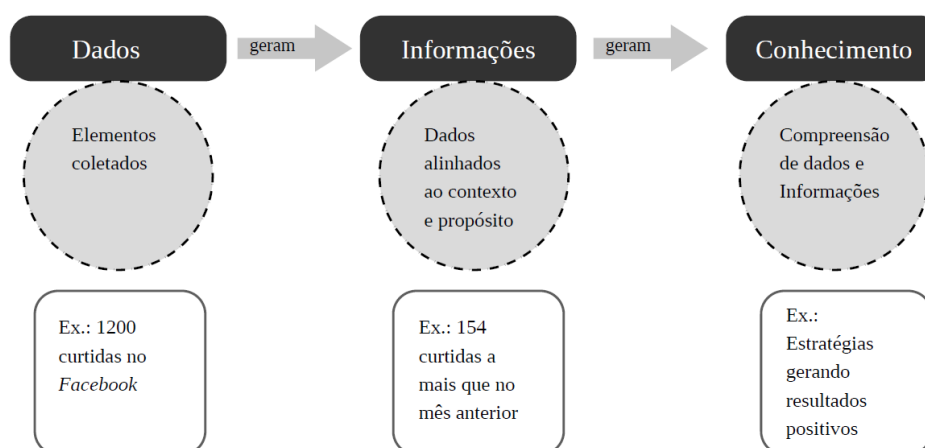 Dados
geram
Informações
geram
Conhecimento
Elementos
coletados
Dados
alinhados
ao contexto
e propósito
Compreensão
de dados e
Informações
Ex.: 1200
curtidas no
Facebook
Ex.: 154
curtidas a
mais que no
mês anterior
Ex.:
Estratégias
gerando
resultados
positivos